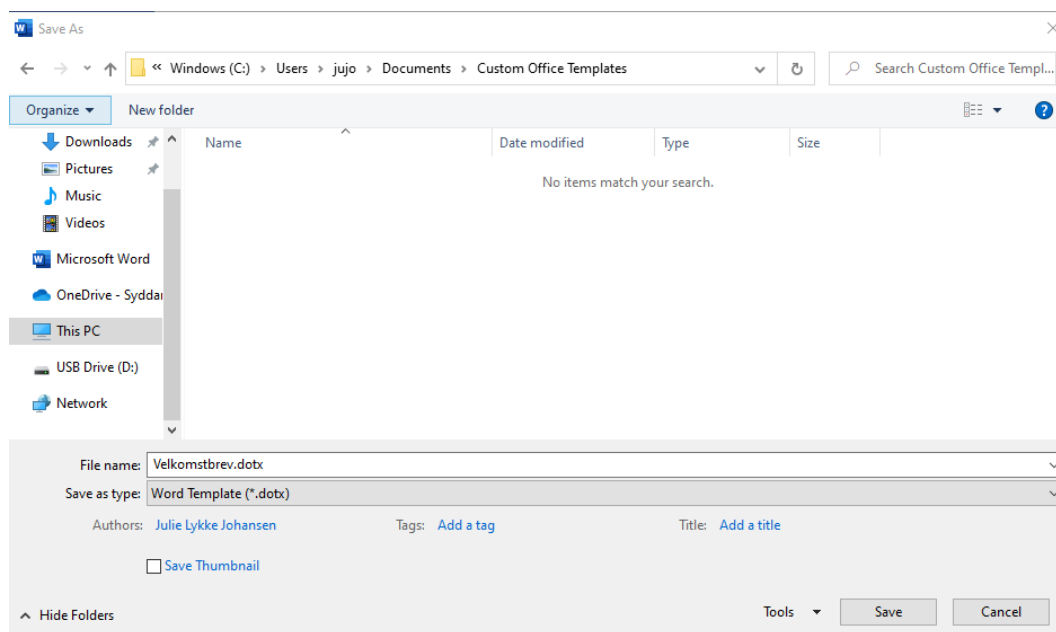 Save As
« Windows (C:) › Users › jujo › Documents › Custom Office Templates
Search Custom Office Templ...
Organize
New folder
Name
Date modified
Type
Size
No items match your search.
Downloads
Pictures
Music
Videos
Microsoft Word
OneDrive - Syddar
This PC
USB Drive (D:)
Network
File name: Velkomstbrev.dotx
Save as type: Word Template (*.dotx)
Authors: Julie Lykke Johansen
Tags: Add a tag
Title: Add a title
Save Thumbnail
Hide Folders
Tools
Save
Cancel